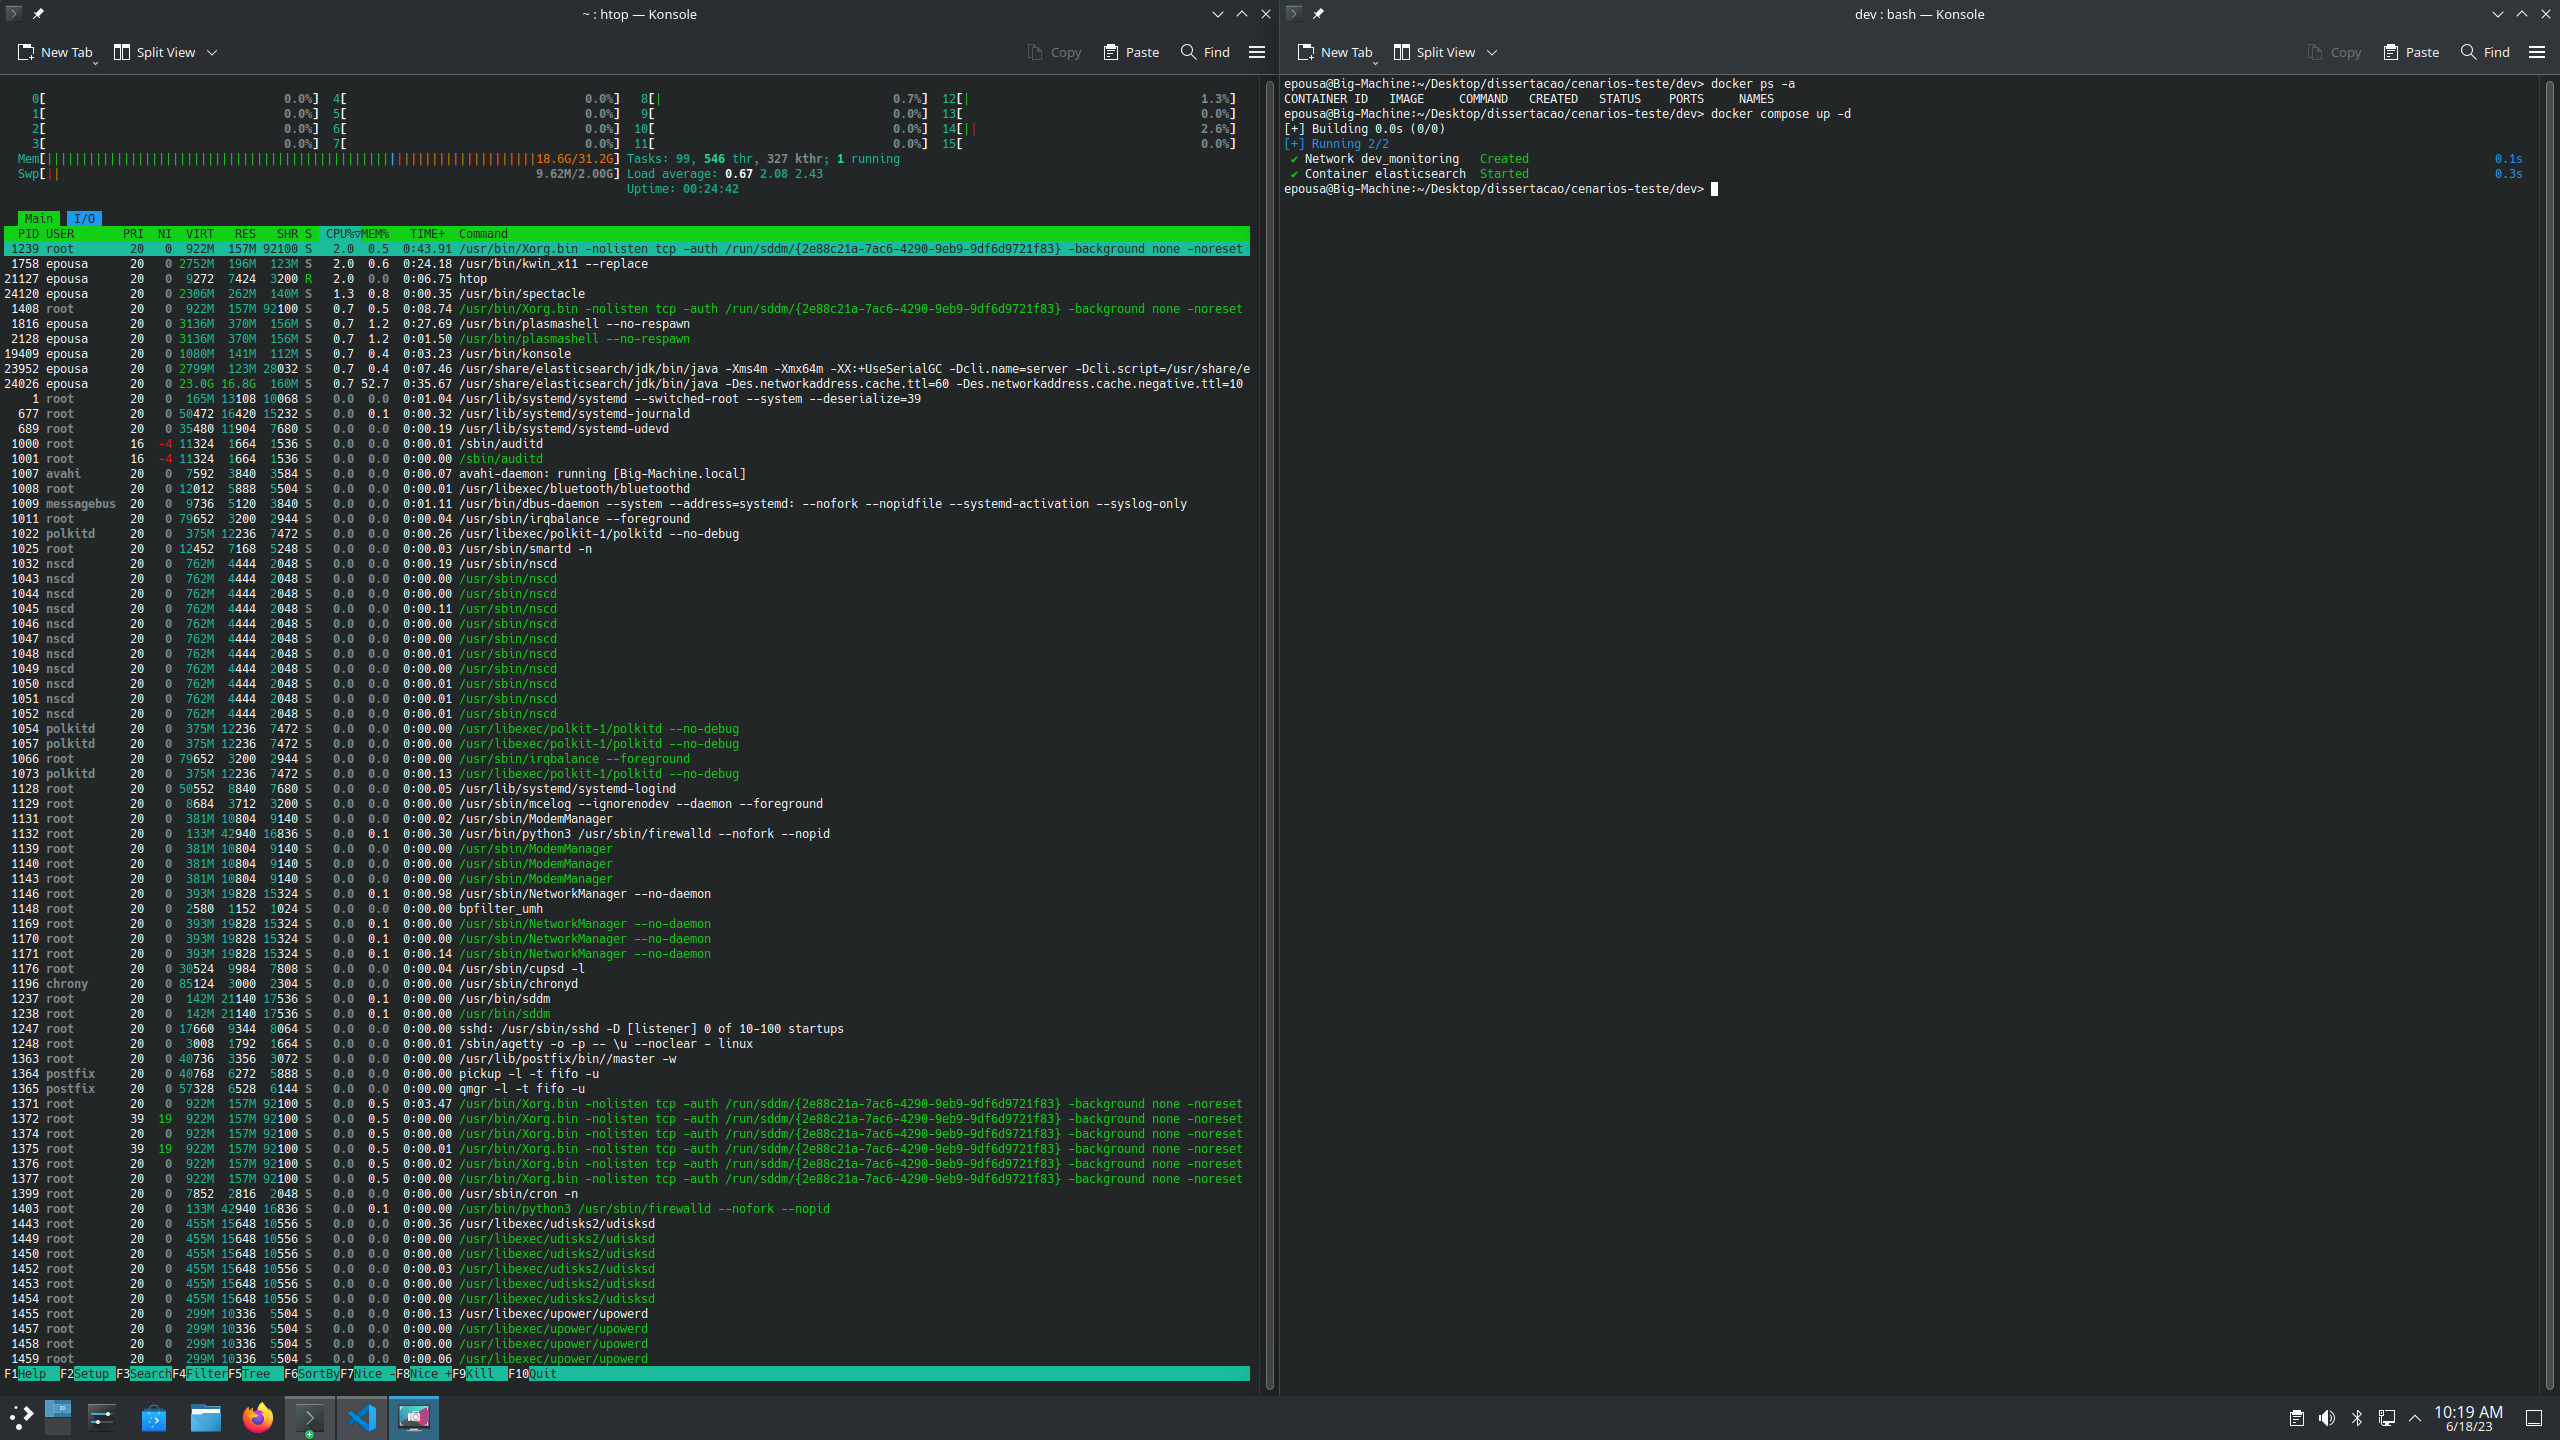 ~ : htop — Konsole
New Tab Split View Copy Paste Find
0[ 0.0%] 4[ 0.0%] 8[| 0.7%] 12[| 1.3%]
1[ 0.0%] 5[ 0.0%] 9[ 0.0%] 13[ 0.0%]
2[ 0.0%] 6[ 0.0%] 10[ 0.0%] 14[|| 2.6%]
3[ 0.0%] 7[ 0.0%] 11[ 0.0%] 15[ 0.0%]
Mem[||||||||||||||||||||||||||||||||||||||||||||||||||||||||||||||||||||||18.6G/31.2G] Tasks: 99, 546 thr, 327 kthr; 1 running
Swp[|| 9.62M/2.00G] Load average: 0.67 2.08 2.43
Uptime: 00:24:42
Main I/O
PID USER PRI NI VIRT RES SHR S CPU%▽MEM% TIME+ Command
1239 root 20 0 922M 157M 92100 S 2.0 0.5 0:43.91 /usr/bin/Xorg.bin -nolisten tcp -auth /run/sddm/{2e88c21a-7ac6-4290-9eb9-9df6d9721f83} -background none -noreset
1758 epousa 20 0 2752M 196M 123M S 2.0 0.6 0:24.18 /usr/bin/kwin_x11 --replace
21127 epousa 20 0 9272 7424 3200 R 2.0 0.0 0:06.75 htop
24120 epousa 20 0 2306M 262M 140M S 1.3 0.8 0:00.35 /usr/bin/spectacle
1408 root 20 0 922M 157M 92100 S 0.7 0.5 0:08.74 /usr/bin/Xorg.bin -nolisten tcp -auth /run/sddm/{2e88c21a-7ac6-4290-9eb9-9df6d9721f83} -background none -noreset
1816 epousa 20 0 3136M 370M 156M S 0.7 1.2 0:27.69 /usr/bin/plasmashell --no-respawn
2128 epousa 20 0 3136M 370M 156M S 0.7 1.2 0:01.50 /usr/bin/plasmashell --no-respawn
19409 epousa 20 0 1080M 141M 112M S 0.7 0.4 0:03.23 /usr/bin/konsole
23952 epousa 20 0 2799M 123M 28032 S 0.7 0.4 0:07.46 /usr/share/elasticsearch/jdk/bin/java -Xms4m -Xmx64m -XX:+UseSerialGC -Dcli.name=server -Dcli.script=/usr/share/e
24026 epousa 20 0 23.0G 16.8G 160M S 0.7 52.7 0:35.67 /usr/share/elasticsearch/jdk/bin/java -Des.networkaddress.cache.ttl=60 -Des.networkaddress.cache.negative.ttl=10
1 root 20 0 165M 13108 10068 S 0.0 0.0 0:01.04 /usr/lib/systemd/systemd --switched-root --system --deserialize=39
677 root 20 0 50472 16420 15232 S 0.0 0.1 0:00.32 /usr/lib/systemd/systemd-journald
689 root 20 0 35480 11904 7680 S 0.0 0.0 0:00.19 /usr/lib/systemd/systemd-udevd
1000 root 16 -4 11324 1664 1536 S 0.0 0.0 0:00.01 /sbin/auditd
1001 root 16 -4 11324 1664 1536 S 0.0 0.0 0:00.00 /sbin/auditd
1007 avahi 20 0 7592 3840 3584 S 0.0 0.0 0:00.07 avahi-daemon: running [Big-Machine.local]
1008 root 20 0 12012 5888 5504 S 0.0 0.0 0:00.01 /usr/libexec/bluetooth/bluetoothd
1009 messagebus 20 0 9736 5120 3840 S 0.0 0.0 0:01.11 /usr/bin/dbus-daemon --system --address=systemd: --nofork --nopidfile --systemd-activation --syslog-only
1011 root 20 0 79652 3200 2944 S 0.0 0.0 0:00.04 /usr/sbin/irqbalance --foreground
1022 polkitd 20 0 375M 12236 7472 S 0.0 0.0 0:00.26 /usr/libexec/polkit-1/polkitd --no-debug
1025 root 20 0 12452 7168 5248 S 0.0 0.0 0:00.03 /usr/sbin/smartd -n
1032 nscd 20 0 762M 4444 2048 S 0.0 0.0 0:00.19 /usr/sbin/nscd
1043 nscd 20 0 762M 4444 2048 S 0.0 0.0 0:00.00 /usr/sbin/nscd
1044 nscd 20 0 762M 4444 2048 S 0.0 0.0 0:00.00 /usr/sbin/nscd
1045 nscd 20 0 762M 4444 2048 S 0.0 0.0 0:00.11 /usr/sbin/nscd
1046 nscd 20 0 762M 4444 2048 S 0.0 0.0 0:00.00 /usr/sbin/nscd
1047 nscd 20 0 762M 4444 2048 S 0.0 0.0 0:00.00 /usr/sbin/nscd
1048 nscd 20 0 762M 4444 2048 S 0.0 0.0 0:00.01 /usr/sbin/nscd
1049 nscd 20 0 762M 4444 2048 S 0.0 0.0 0:00.00 /usr/sbin/nscd
1050 nscd 20 0 762M 4444 2048 S 0.0 0.0 0:00.01 /usr/sbin/nscd
1051 nscd 20 0 762M 4444 2048 S 0.0 0.0 0:00.01 /usr/sbin/nscd
1052 nscd 20 0 762M 4444 2048 S 0.0 0.0 0:00.01 /usr/sbin/nscd
1054 polkitd 20 0 375M 12236 7472 S 0.0 0.0 0:00.00 /usr/libexec/polkit-1/polkitd --no-debug
1057 polkitd 20 0 375M 12236 7472 S 0.0 0.0 0:00.00 /usr/libexec/polkit-1/polkitd --no-debug
1066 root 20 0 79652 3200 2944 S 0.0 0.0 0:00.00 /usr/sbin/irqbalance --foreground
1073 polkitd 20 0 375M 12236 7472 S 0.0 0.0 0:00.13 /usr/libexec/polkit-1/polkitd --no-debug
1128 root 20 0 50552 8840 7680 S 0.0 0.0 0:00.05 /usr/lib/systemd/systemd-logind
1129 root 20 0 8684 3712 3200 S 0.0 0.0 0:00.00 /usr/sbin/mcelog --ignorenodev --daemon --foreground
1131 root 20 0 381M 10804 9140 S 0.0 0.0 0:00.02 /usr/sbin/ModemManager
1132 root 20 0 133M 42940 16836 S 0.0 0.1 0:00.30 /usr/bin/python3 /usr/sbin/firewalld --nofork --nopid
1139 root 20 0 381M 10804 9140 S 0.0 0.0 0:00.00 /usr/sbin/ModemManager
1140 root 20 0 381M 10804 9140 S 0.0 0.0 0:00.00 /usr/sbin/ModemManager
1143 root 20 0 381M 10804 9140 S 0.0 0.0 0:00.00 /usr/sbin/ModemManager
1146 root 20 0 393M 19828 15324 S 0.0 0.1 0:00.98 /usr/sbin/NetworkManager --no-daemon
1148 root 20 0 2580 1152 1024 S 0.0 0.0 0:00.00 bpfilter_umh
1169 root 20 0 393M 19828 15324 S 0.0 0.1 0:00.00 /usr/sbin/NetworkManager --no-daemon
1170 root 20 0 393M 19828 15324 S 0.0 0.1 0:00.00 /usr/sbin/NetworkManager --no-daemon
1171 root 20 0 393M 19828 15324 S 0.0 0.1 0:00.14 /usr/sbin/NetworkManager --no-daemon
1176 root 20 0 30524 9984 7808 S 0.0 0.0 0:00.04 /usr/sbin/cupsd -l
1196 chrony 20 0 85124 3000 2304 S 0.0 0.0 0:00.00 /usr/sbin/chronyd
1237 root 20 0 142M 21140 17536 S 0.0 0.1 0:00.00 /usr/bin/sddm
1238 root 20 0 142M 21140 17536 S 0.0 0.1 0:00.00 /usr/bin/sddm
1247 root 20 0 17660 9344 8064 S 0.0 0.0 0:00.00 sshd: /usr/sbin/sshd -D [listener] 0 of 10-100 startups
1248 root 20 0 3008 1792 1664 S 0.0 0.0 0:00.01 /sbin/agetty -o -p -- \u --noclear - linux
1363 root 20 0 40736 3356 3072 S 0.0 0.0 0:00.00 /usr/lib/postfix/bin//master -w
1364 postfix 20 0 40768 6272 5888 S 0.0 0.0 0:00.00 pickup -l -t fifo -u
1365 postfix 20 0 57328 6528 6144 S 0.0 0.0 0:00.00 qmgr -l -t fifo -u
1371 root 20 0 922M 157M 92100 S 0.0 0.5 0:03.47 /usr/bin/Xorg.bin -nolisten tcp -auth /run/sddm/{2e88c21a-7ac6-4290-9eb9-9df6d9721f83} -background none -noreset
1372 root 39 19 922M 157M 92100 S 0.0 0.5 0:00.00 /usr/bin/Xorg.bin -nolisten tcp -auth /run/sddm/{2e88c21a-7ac6-4290-9eb9-9df6d9721f83} -background none -noreset
1374 root 20 0 922M 157M 92100 S 0.0 0.5 0:00.00 /usr/bin/Xorg.bin -nolisten tcp -auth /run/sddm/{2e88c21a-7ac6-4290-9eb9-9df6d9721f83} -background none -noreset
1375 root 39 19 922M 157M 92100 S 0.0 0.5 0:00.01 /usr/bin/Xorg.bin -nolisten tcp -auth /run/sddm/{2e88c21a-7ac6-4290-9eb9-9df6d9721f83} -background none -noreset
1376 root 20 0 922M 157M 92100 S 0.0 0.5 0:00.02 /usr/bin/Xorg.bin -nolisten tcp -auth /run/sddm/{2e88c21a-7ac6-4290-9eb9-9df6d9721f83} -background none -noreset
1377 root 20 0 922M 157M 92100 S 0.0 0.5 0:00.00 /usr/bin/Xorg.bin -nolisten tcp -auth /run/sddm/{2e88c21a-7ac6-4290-9eb9-9df6d9721f83} -background none -noreset
1399 root 20 0 7852 2816 2048 S 0.0 0.0 0:00.00 /usr/sbin/cron -n
1403 root 20 0 133M 42940 16836 S 0.0 0.1 0:00.00 /usr/bin/python3 /usr/sbin/firewalld --nofork --nopid
1443 root 20 0 455M 15648 10556 S 0.0 0.0 0:00.36 /usr/libexec/udisks2/udisksd
1449 root 20 0 455M 15648 10556 S 0.0 0.0 0:00.00 /usr/libexec/udisks2/udisksd
1450 root 20 0 455M 15648 10556 S 0.0 0.0 0:00.00 /usr/libexec/udisks2/udisksd
1452 root 20 0 455M 15648 10556 S 0.0 0.0 0:00.03 /usr/libexec/udisks2/udisksd
1453 root 20 0 455M 15648 10556 S 0.0 0.0 0:00.00 /usr/libexec/udisks2/udisksd
1454 root 20 0 455M 15648 10556 S 0.0 0.0 0:00.00 /usr/libexec/udisks2/udisksd
1455 root 20 0 299M 10336 5504 S 0.0 0.0 0:00.13 /usr/libexec/upower/upowerd
1457 root 20 0 299M 10336 5504 S 0.0 0.0 0:00.00 /usr/libexec/upower/upowerd
1458 root 20 0 299M 10336 5504 S 0.0 0.0 0:00.00 /usr/libexec/upower/upowerd
1459 root 20 0 299M 10336 5504 S 0.0 0.0 0:00.06 /usr/libexec/upower/upowerd
F1Help F2Setup F3SearchF4FilterF5Tree F6SortByF7Nice -F8Nice +F9Kill F10Quit
dev : bash — Konsole
New Tab Split View Copy Paste Find
epousa@Big-Machine:~/Desktop/dissertacao/cenarios-teste/dev> docker ps -a
CONTAINER ID IMAGE COMMAND CREATED STATUS PORTS NAMES
epousa@Big-Machine:~/Desktop/dissertacao/cenarios-teste/dev> docker compose up -d
[+] Building 0.0s (0/0)
[+] Running 2/2
✔ Network dev_monitoring Created 0.1s
✔ Container elasticsearch Started 0.3s
epousa@Big-Machine:~/Desktop/dissertacao/cenarios-teste/dev>
10:19 AM
6/18/23